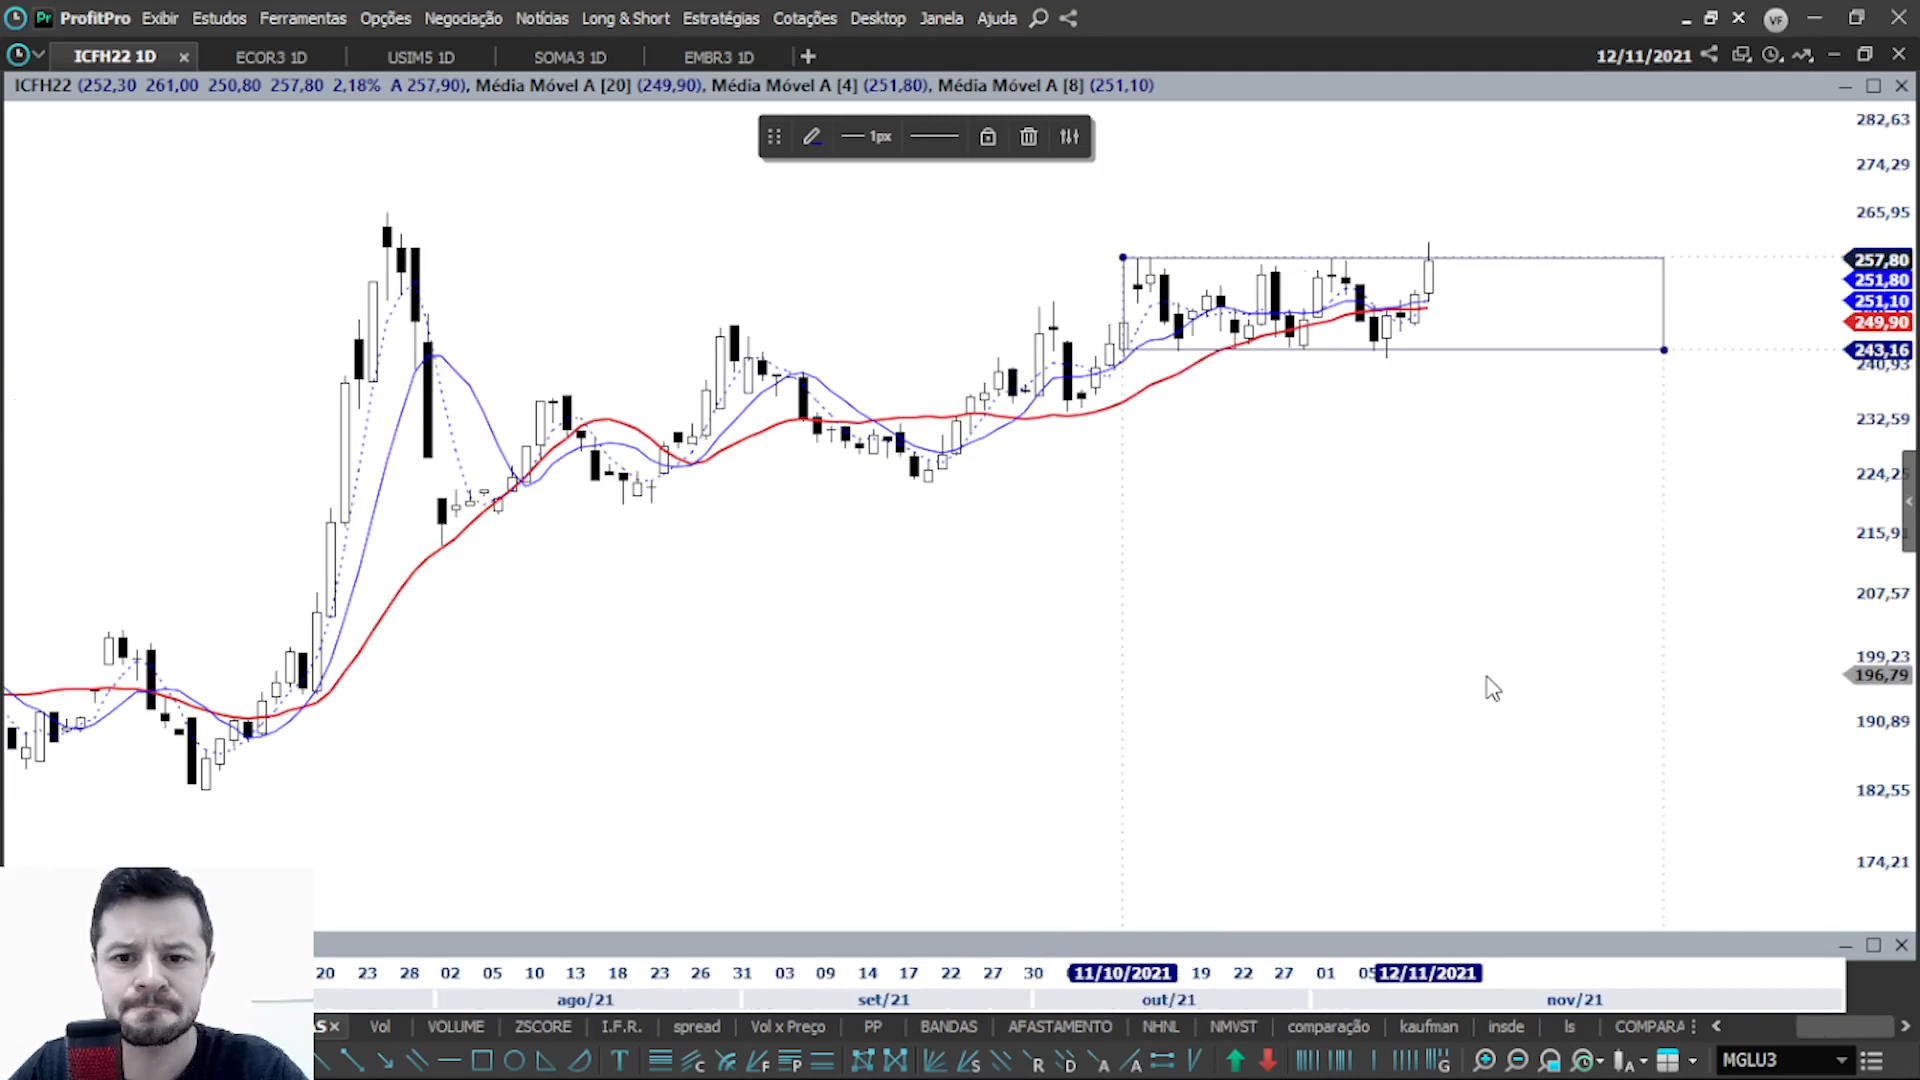 ProfitPro Exibir Estudos Ferramentas Opções Negociação Notícias Long & Short Estratégias Cotações Desktop Janela Ajuda VF
ICFH22 1D ECOR3 1D USIM5 1D SOMA3 1D EMBR3 1D 12/11/2021
ICFH22 (252,30 261,00 250,80 257,80 2,18% A 257,90), Média Móvel A [20] (249,90), Média Móvel A [4] (251,80), Média Móvel A [8] (251,10)
1px
282,63
274,29
265,95
257,80
251,80
251,10
249,90
243,16
240,93
232,59
224,25
215,91
207,57
199,23
196,79
190,89
182,55
174,21
20 23 28 02 05 10 13 18 23 26 31 03 09 14 17 22 27 30 11/10/2021 19 22 27 01 05 12/11/2021
ago/21 set/21 out/21 nov/21
Vol VOLUME ZSCORE I.F.R. spread Vol x Preço PP BANDAS AFASTAMENTO NHNL NMVST comparação kaufman insde ls COMPARA
MGLU3